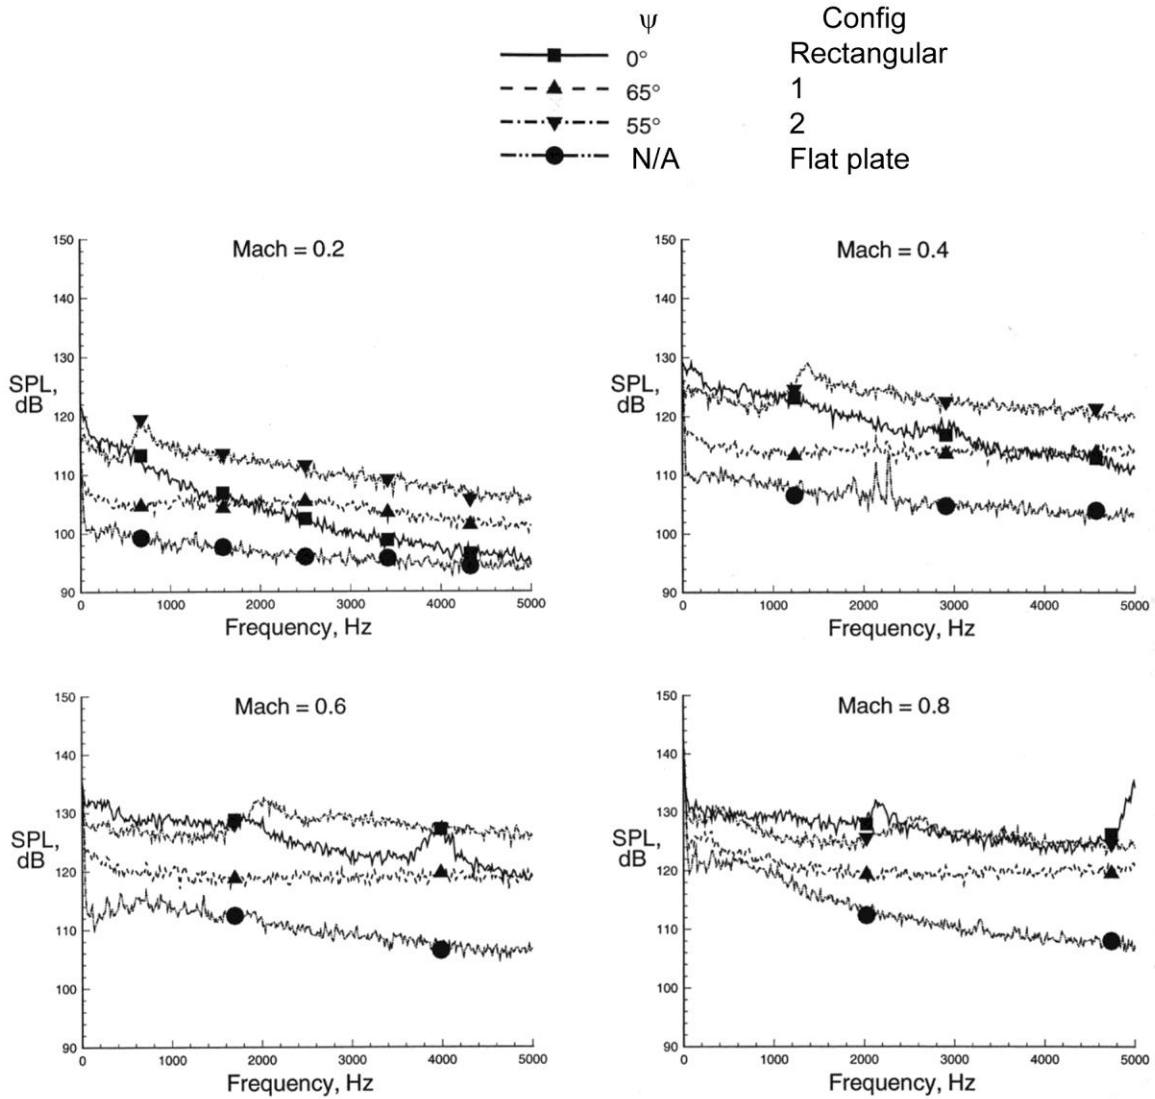 ψ Config
0° Rectangular
65° 1
55° 2
N/A Flat plate
Mach = 0.2
150
140
130
SPL,
dB
120
110
100
90
0 1000 2000 3000 4000 5000
Frequency, Hz
Mach = 0.4
150
140
130
SPL,
dB
120
110
100
90
0 1000 2000 3000 4000 5000
Frequency, Hz
Mach = 0.6
150
140
130
SPL,
dB
120
110
100
90
0 1000 2000 3000 4000 5000
Frequency, Hz
Mach = 0.8
150
140
130
SPL,
dB
120
110
100
90
0 1000 2000 3000 4000 5000
Frequency, Hz